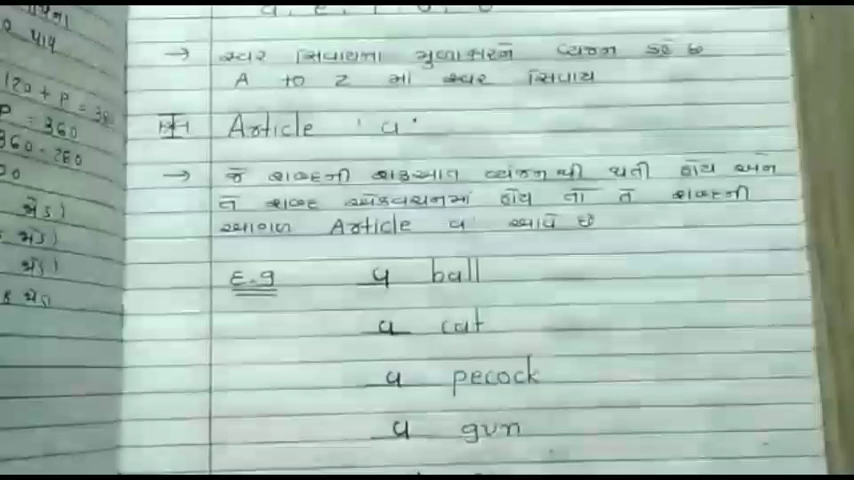 a, e, i, o, u
→ સ્વર સિવાયના મુળાક્ષરને વ્યંજન કહે છે
A to Z માં સ્વર સિવાય
Article 'a'
→ જે શબ્દની શરૂઆત વ્યંજનથી થતી હોય અને
તે શબ્દ એકવચનમાં હોય તો તે શબ્દની
આગળ Article a આવે છે
E.g a ball
a cat
a pecock
a gun